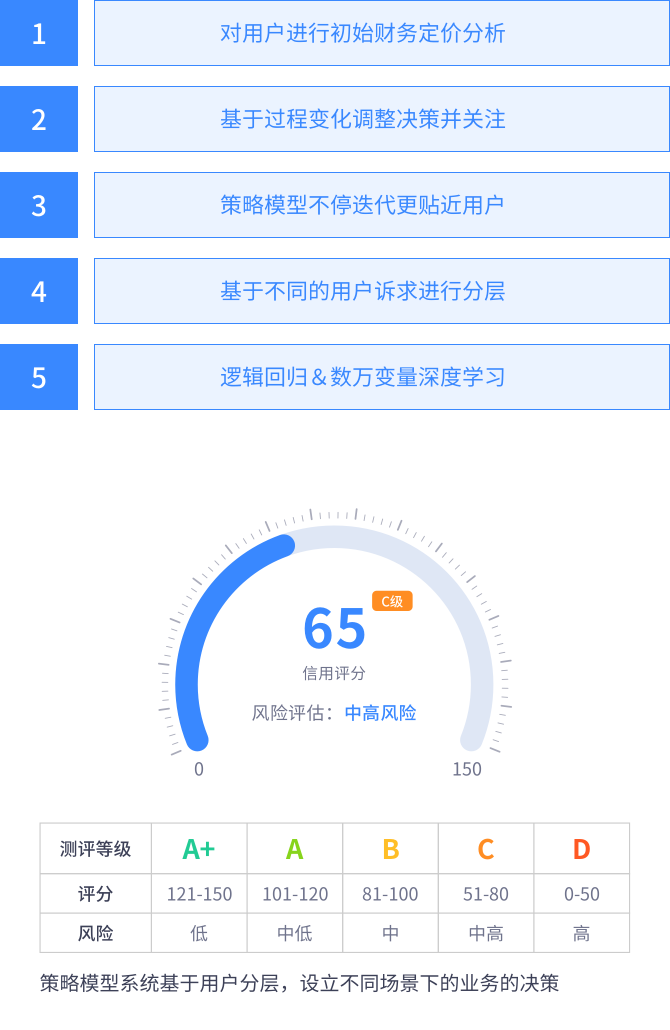 1 对用户进行初始财务定价分析
2 基于过程变化调整决策并关注
3 策略模型不停迭代更贴近用户
4 基于不同的用户诉求进行分层
5 逻辑回归＆数万变量深度学习
C级
65
信用评分
风险评估：中高风险
0 150
测评等级 A+ A B C D
评分 121-150 101-120 81-100 51-80 0-50
风险 低 中低 中 中高 高
策略模型系统基于用户分层，设立不同场景下的业务的决策